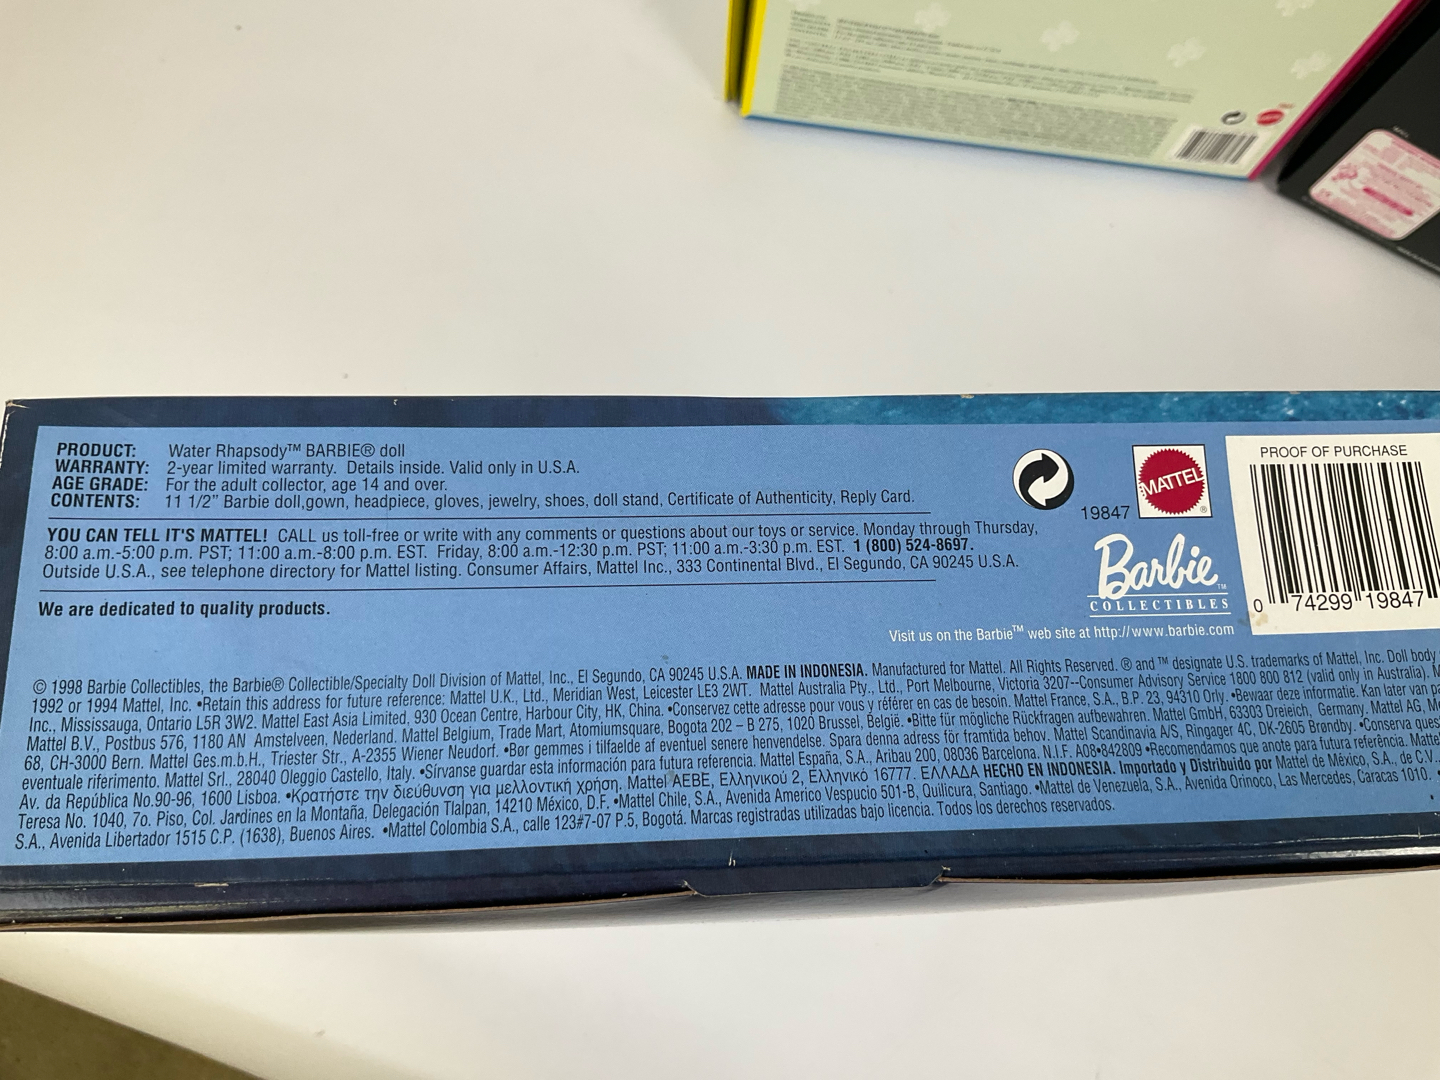 PRODUCT: Water Rhapsody™ BARBIE® doll
WARRANTY: 2-year limited warranty. Details inside. Valid only in U.S.A.
AGE GRADE: For the adult collector, age 14 and over.
CONTENTS: 11 1/2” Barbie doll,gown, headpiece, gloves, jewelry, shoes, doll stand, Certificate of Authenticity, Reply Card.
YOU CAN TELL IT'S MATTEL! CALL us toll-free or write with any comments or questions about our toys or service. Monday through Thursday,
8:00 a.m.-5:00 p.m. PST; 11:00 a.m.-8:00 p.m. EST. Friday, 8:00 a.m.-12:30 p.m. PST; 11:00 a.m.-3:30 p.m. EST. 1 (800) 524-8697.
Outside U.S.A., see telephone directory for Mattel listing. Consumer Affairs, Mattel Inc., 333 Continental Blvd., El Segundo, CA 90245 U.S.A.
We are dedicated to quality products.
19847
MATTEL®
Barbie™
COLLECTIBLES
Visit us on the Barbie™ web site at http://www.barbie.com
PROOF OF PURCHASE
0 74299 19847
© 1998 Barbie Collectibles, the Barbie® Collectible/Specialty Doll Division of Mattel, Inc., El Segundo, CA 90245 U.S.A. MADE IN INDONESIA. Manufactured for Mattel. All Rights Reserved. ® and ™ designate U.S. trademarks of Mattel, Inc. Doll body
1992 or 1994 Mattel, Inc. •Retain this address for future reference: Mattel U.K., Ltd., Meridian West, Leicester LE3 2WT. Mattel Australia Pty., Ltd., Port Melbourne, Victoria 3207--Consumer Advisory Service 1800 800 812 (valid only in Australia).
Inc., Mississauga, Ontario L5R 3W2. Mattel East Asia Limited, 930 Ocean Centre, Harbour City, HK, China. •Conservez cette adresse pour vous y référer en cas de besoin. Mattel France, S.A., B.P. 23, 94310 Orly. •Bewaar deze informatie. Kan later van
Mattel B.V., Postbus 576, 1180 AN Amstelveen, Nederland. Mattel Belgium, Trade Mart, Atomiumsquare, Bogota 202 – B 275, 1020 Brussel, België. •Bitte für mögliche Rückfragen aufbewahren. Mattel GmbH, 63303 Dreieich, Germany. Mattel AG,
68, CH-3000 Bern. Mattel Ges.m.b.H., Triester Str., A-2355 Wiener Neudorf. •Bør gemmes i tilfaelde af eventuel senere henvendelse. Spara denna adress för framtida behov. Mattel Scandinavia A/S, Ringager 4C, DK-2605 Brøndby. •Conserva
eventuale riferimento. Mattel Srl., 28040 Oleggio Castello, Italy. •Sírvanse guardar esta información para futura referencia. Mattel España, S.A., Aribau 200, 08036 Barcelona. N.I.F. A08•842809 •Recomendamos que anote para futura referência.
Av. da República No.90-96, 1600 Lisboa. •Κρατήστε την διεύθυνση για μελλοντική χρήση. Mattel ΑΕΒΕ, Ελληνικού 2, Ελληνικό 16777. ΕΛΛΑΔΑ HECHO EN INDONESIA. Importado y Distribuido por Mattel de México, S.A., de C.V.,
Teresa No. 1040, 7o. Piso, Col. Jardines en la Montaña, Delegación Tlalpan, 14210 México, D.F. •Mattel Chile, S.A., Avenida Americo Vespucio 501-B, Quilicura, Santiago. •Mattel de Venezuela, S.A., Avenida Orinoco, Las Mercedes, Caracas 1010.
S.A., Avenida Libertador 1515 C.P. (1638), Buenos Aires. •Mattel Colombia S.A., calle 123#7-07 P.5, Bogotá. Marcas registradas utilizadas bajo licencia. Todos los derechos reservados.